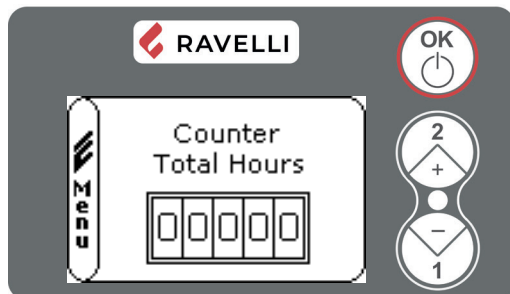 RAVELLI
OK
Counter
Total Hours
00000
Menu
2
+
−
1